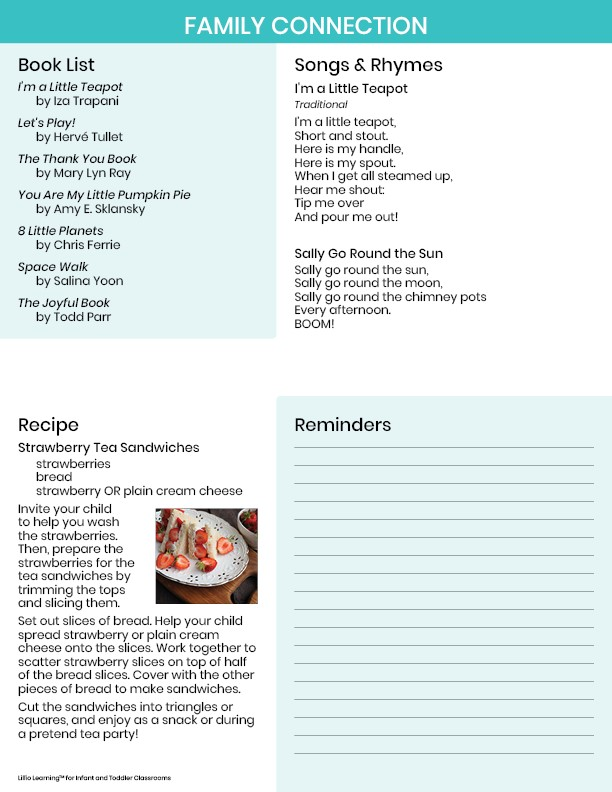 FAMILY CONNECTION
Book List
I'm a Little Teapot
by Iza Trapani
Let's Play!
by Hervé Tullet
The Thank You Book
by Mary Lyn Ray
You Are My Little Pumpkin Pie
by Amy E. Sklansky
8 Little Planets
by Chris Ferrie
Space Walk
by Salina Yoon
The Joyful Book
by Todd Parr
Songs & Rhymes
I'm a Little Teapot
Traditional
I'm a little teapot,
Short and stout.
Here is my handle,
Here is my spout.
When I get all steamed up,
Hear me shout:
Tip me over
And pour me out!
Sally Go Round the Sun
Sally go round the sun,
Sally go round the moon,
Sally go round the chimney pots
Every afternoon.
BOOM!
Recipe
Strawberry Tea Sandwiches
strawberries
bread
strawberry OR plain cream cheese
Invite your child
to help you wash
the strawberries.
Then, prepare the
strawberries for the
tea sandwiches by
trimming the tops
and slicing them.
Set out slices of bread. Help your child
spread strawberry or plain cream
cheese onto the slices. Work together to
scatter strawberry slices on top of half
of the bread slices. Cover with the other
pieces of bread to make sandwiches.
Cut the sandwiches into triangles or
squares, and enjoy as a snack or during
a pretend tea party!
Lillio Learning™ for Infant and Toddler Classrooms
Reminders